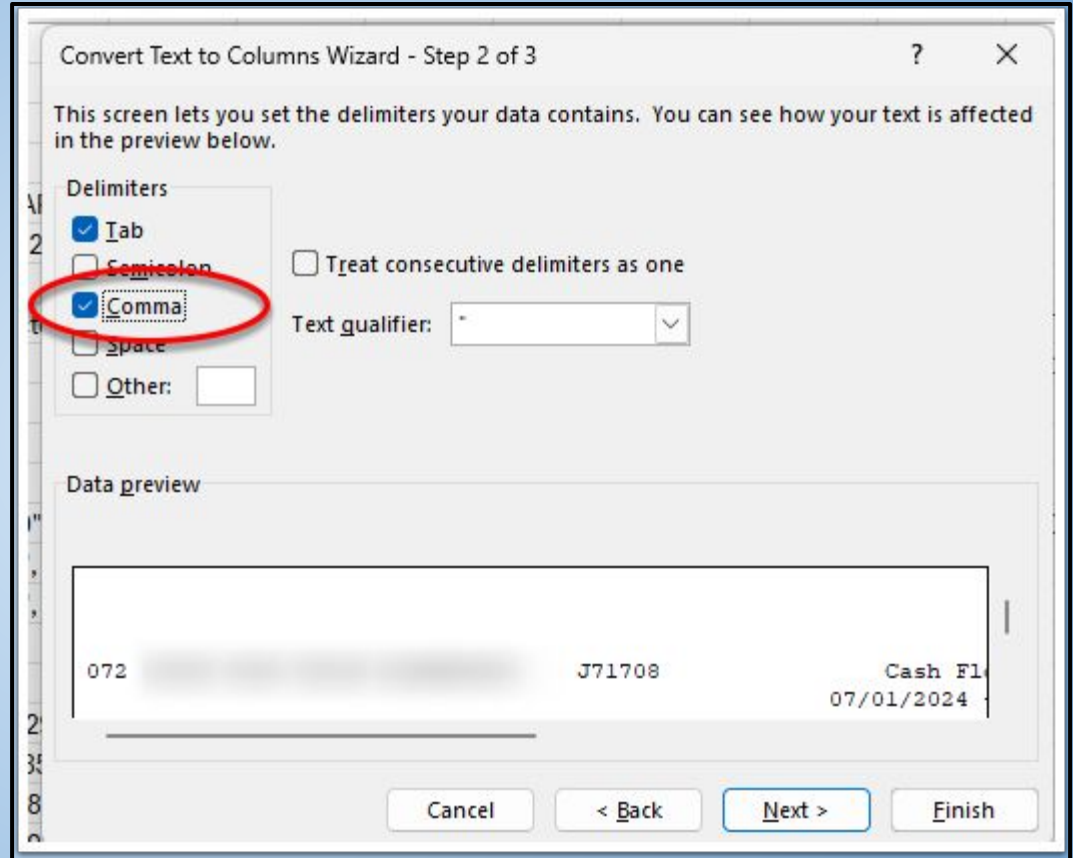 Convert Text to Columns Wizard - Step 2 of 3
?
This screen lets you set the delimiters your data contains.  You can see how your text is affected
in the preview below.
Delimiters
Tab
Semicolon
Treat consecutive delimiters as one
Comma
Text qualifier: "
Space
Other:
Data preview
072 J71708 Cash Fl
07/01/2024 -
Cancel
< Back
Next >
Finish